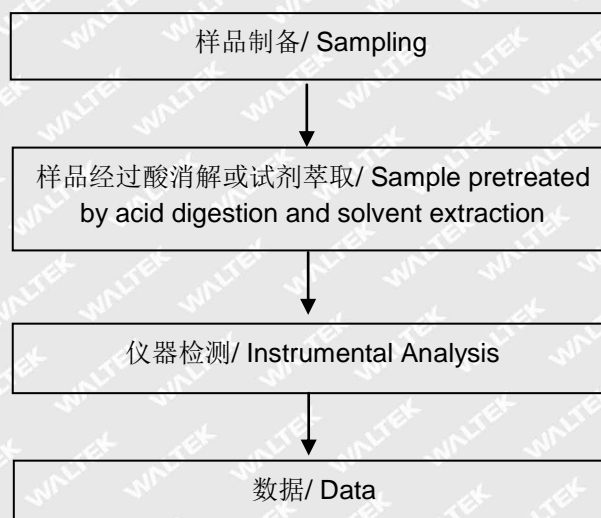 样品制备/ Sampling
样品经过酸消解或试剂萃取/ Sample pretreated
by acid digestion and solvent extraction
仪器检测/ Instrumental Analysis
数据/ Data
WALTEK